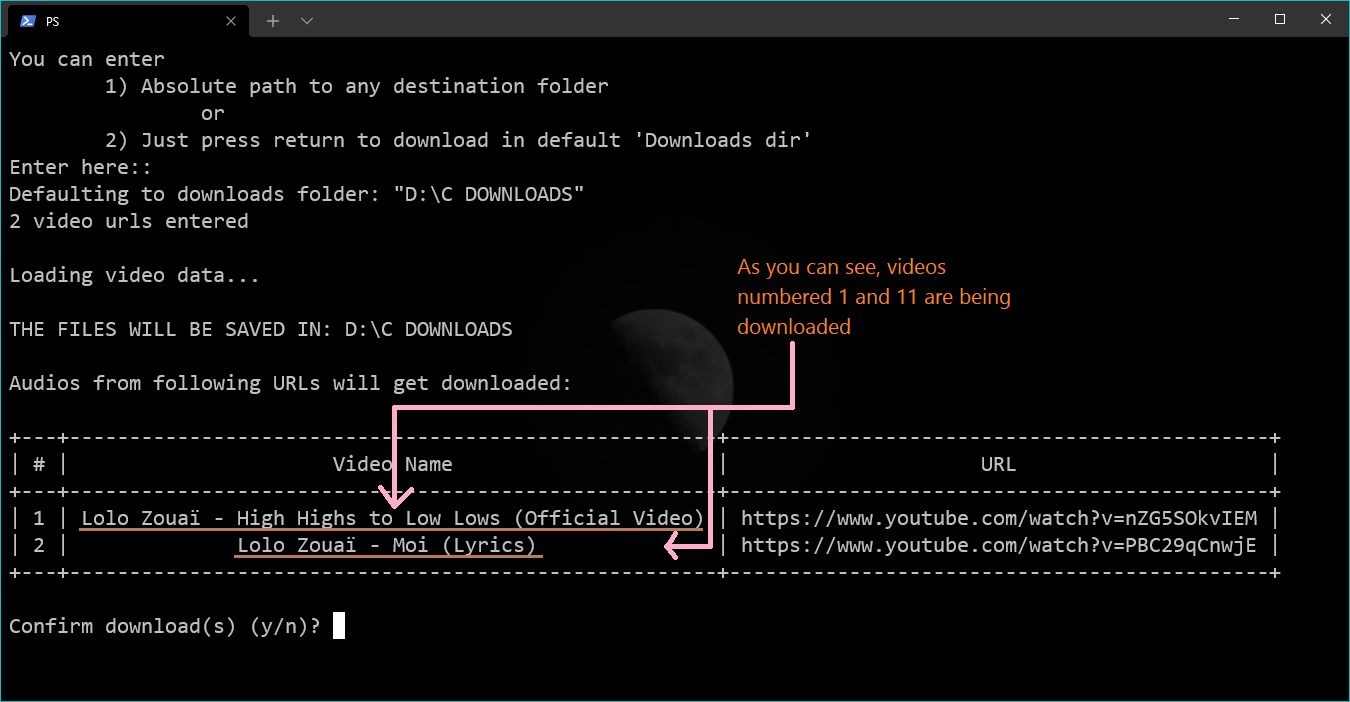 PS
You can enter
1) Absolute path to any destination folder
or
2) Just press return to download in default 'Downloads dir'
Enter here::
Defaulting to downloads folder: "D:\C DOWNLOADS"
2 video urls entered
Loading video data...
As you can see, videos
numbered 1 and 11 are being
downloaded
THE FILES WILL BE SAVED IN: D:\C DOWNLOADS
Audios from following URLs will get downloaded:
+---+------------------------------------------------------+----------------------------------------------+
| # | Video Name | URL |
+---+------------------------------------------------------+----------------------------------------------+
| 1 | Lolo Zouaï - High Highs to Low Lows (Official Video) | https://www.youtube.com/watch?v=nZG5SOkvIEM |
| 2 | Lolo Zouaï - Moi (Lyrics) | https://www.youtube.com/watch?v=PBC29qCnwjE |
+---+------------------------------------------------------+----------------------------------------------+
Confirm download(s) (y/n)?